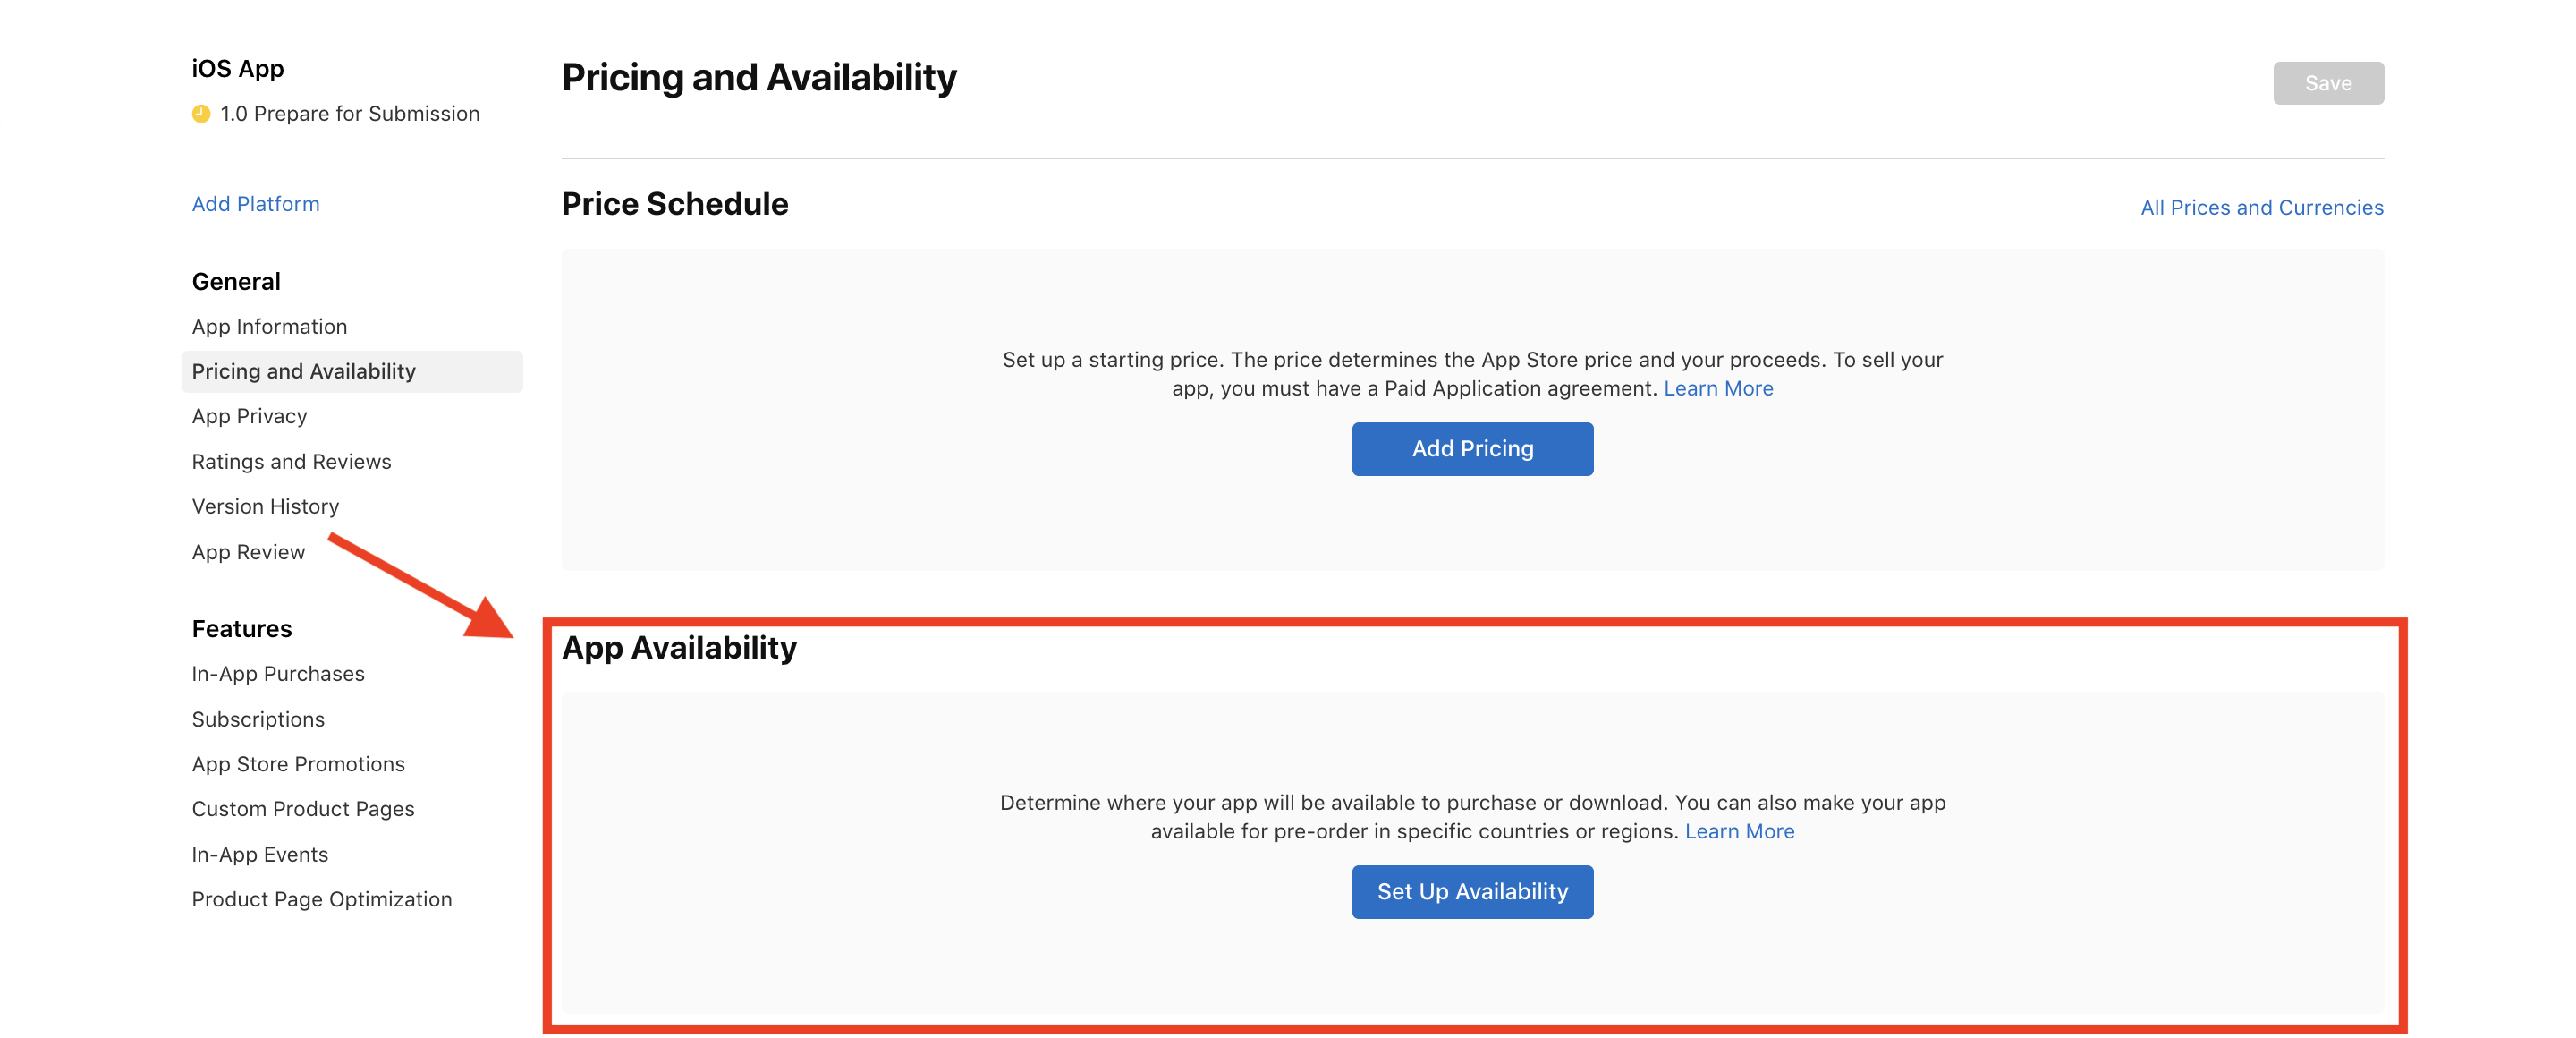 iOS App
1.0 Prepare for Submission
Add Platform
General
App Information
Pricing and Availability
App Privacy
Ratings and Reviews
Version History
App Review
Features
In-App Purchases
Subscriptions
App Store Promotions
Custom Product Pages
In-App Events
Product Page Optimization
Pricing and Availability
Save
Price Schedule
All Prices and Currencies
Set up a starting price. The price determines the App Store price and your proceeds. To sell your
app, you must have a Paid Application agreement. Learn More
Add Pricing
App Availability
Determine where your app will be available to purchase or download. You can also make your app
available for pre-order in specific countries or regions. Learn More
Set Up Availability